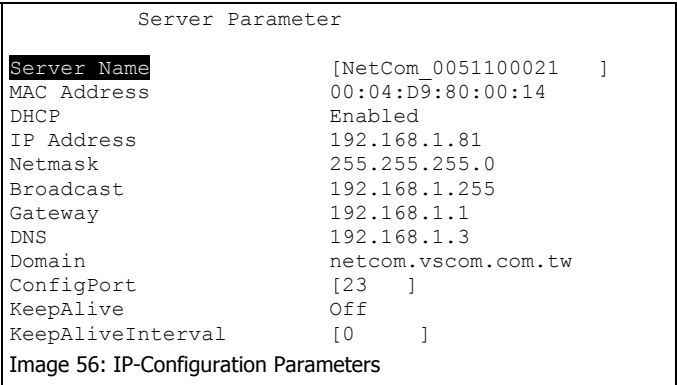 Server Parameter
Server Name [NetCom_0051100021 ]
MAC Address 00:04:D9:80:00:14
DHCP Enabled
IP Address 192.168.1.81
Netmask 255.255.255.0
Broadcast 192.168.1.255
Gateway 192.168.1.1
DNS 192.168.1.3
Domain netcom.vscom.com.tw
ConfigPort [23 ]
KeepAlive Off
KeepAliveInterval [0 ]
Image 56: IP-Configuration Parameters